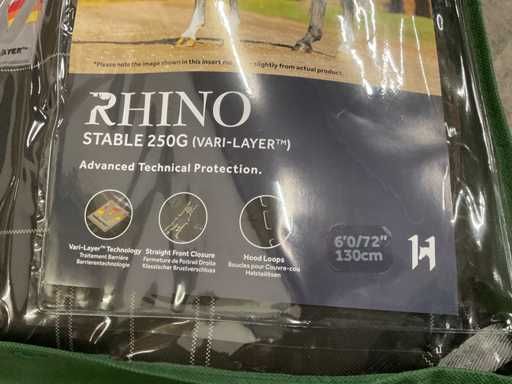 LAYER™
*Please note the image shown in this insert may slightly from actual product.
RHINO
STABLE 250G (VARI-LAYER™)
Advanced Technical Protection.
Vari-Layer™ Technology
Traitement Barrière
Barrierentechnologie
Straight Front Closure
Fermeture de Poitrail Droite
Klassischer Brustverschluss
Hood Loops
Boucles pour Couvre-cou
Halsteilösen
6'0/72"
130cm